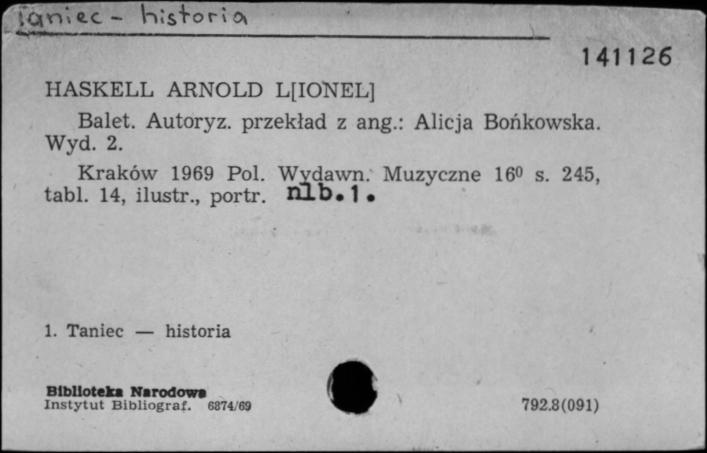 taniec - historia
141126
HASKELL ARNOLD L[IONEL]
Balet. Autoryz. przekład z ang.: Alicja Bońkowska.
Wyd. 2.
Kraków 1969 Pol. Wydawn. Muzyczne 16⁰ s. 245,
tabl. 14, ilustr., portr. nlb.1.
1. Taniec — historia
Biblioteka Narodowa
Instytut Bibliograf. 6874/69
792.8(091)